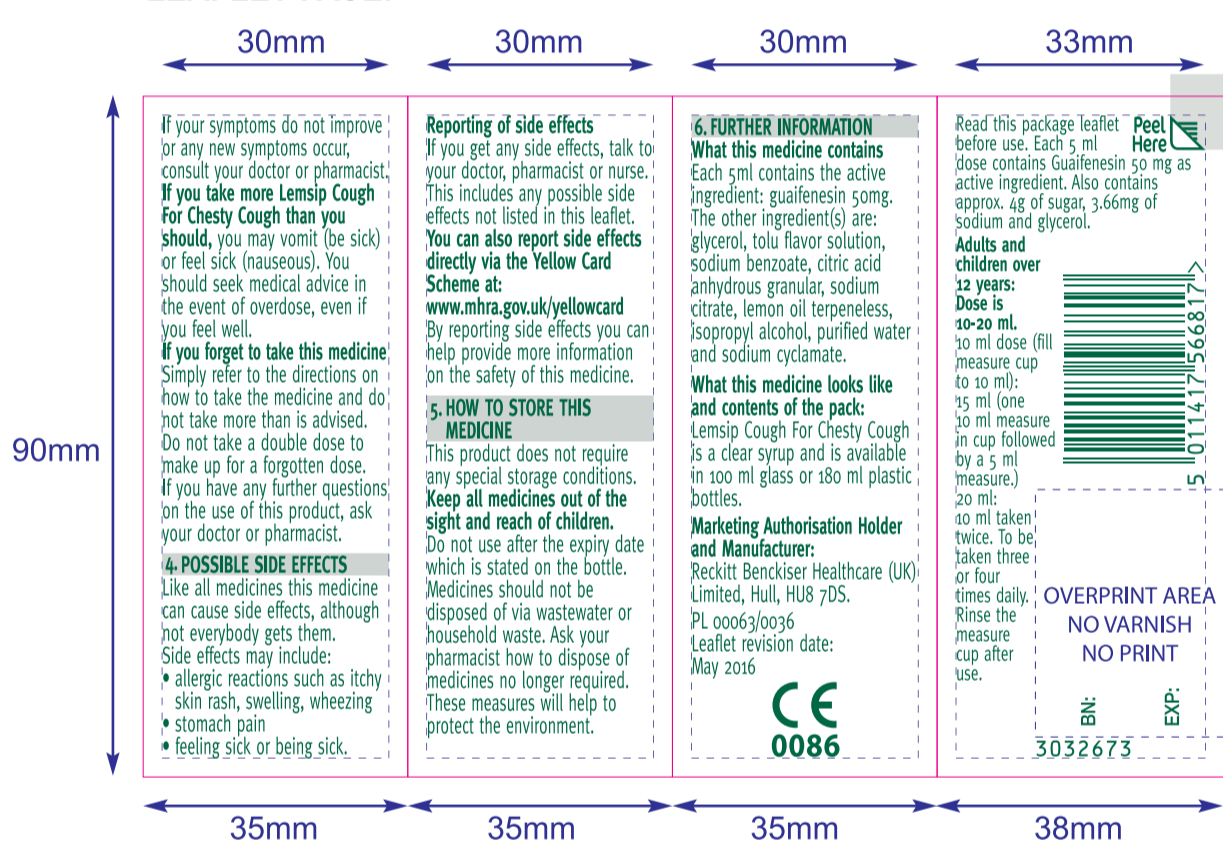 30mm
30mm
30mm
33mm
90mm
If your symptoms do not improve
or any new symptoms occur,
consult your doctor or pharmacist.
If you take more Lemsip Cough
For Chesty Cough than you
should, you may vomit (be sick)
or feel sick (nauseous). You
should seek medical advice in
the event of overdose, even if
you feel well.
If you forget to take this medicine
Simply refer to the directions on
how to take the medicine and do
not take more than is advised.
Do not take a double dose to
make up for a forgotten dose.
If you have any further questions
on the use of this product, ask
your doctor or pharmacist.
4. POSSIBLE SIDE EFFECTS
Like all medicines this medicine
can cause side effects, although
not everybody gets them.
Side effects may include:
• allergic reactions such as itchy
skin rash, swelling, wheezing
• stomach pain
• feeling sick or being sick.
Reporting of side effects
If you get any side effects, talk to
your doctor, pharmacist or nurse.
This includes any possible side
effects not listed in this leaflet.
You can also report side effects
directly via the Yellow Card
Scheme at:
www.mhra.gov.uk/yellowcard
By reporting side effects you can
help provide more information
on the safety of this medicine.
5. HOW TO STORE THIS
MEDICINE
This product does not require
any special storage conditions.
Keep all medicines out of the
sight and reach of children.
Do not use after the expiry date
which is stated on the bottle.
Medicines should not be
disposed of via wastewater or
household waste. Ask your
pharmacist how to dispose of
medicines no longer required.
These measures will help to
protect the environment.
6. FURTHER INFORMATION
What this medicine contains
Each 5ml contains the active
ingredient: guaifenesin 50mg.
The other ingredient(s) are:
glycerol, tolu flavor solution,
sodium benzoate, citric acid
anhydrous granular, sodium
citrate, lemon oil terpeneless,
isopropyl alcohol, purified water
and sodium cyclamate.
What this medicine looks like
and contents of the pack:
Lemsip Cough For Chesty Cough
is a clear syrup and is available
in 100 ml glass or 180 ml plastic
bottles.
Marketing Authorisation Holder
and Manufacturer:
Reckitt Benckiser Healthcare (UK)
Limited, Hull, HU8 7DS.
PL 00063/0036
Leaflet revision date:
May 2016
CE
0086
Read this package leaflet
before use. Each 5 ml
dose contains Guaifenesin 50 mg as
active ingredient. Also contains
approx. 4g of sugar, 3.66mg of
sodium and glycerol.
Peel
Here
Adults and
children over
12 years:
Dose is
10-20 ml.
10 ml dose (fill
measure cup
to 10 ml):
15 ml (one
10 ml measure
in cup followed
by a 5 ml
measure.)
20 ml:
10 ml taken
twice. To be
taken three
or four
times daily.
Rinse the
measure
cup after
use.
5 011417 566817 >
OVERPRINT AREA
NO VARNISH
NO PRINT
BN:
EXP:
3032673
35mm
35mm
35mm
38mm